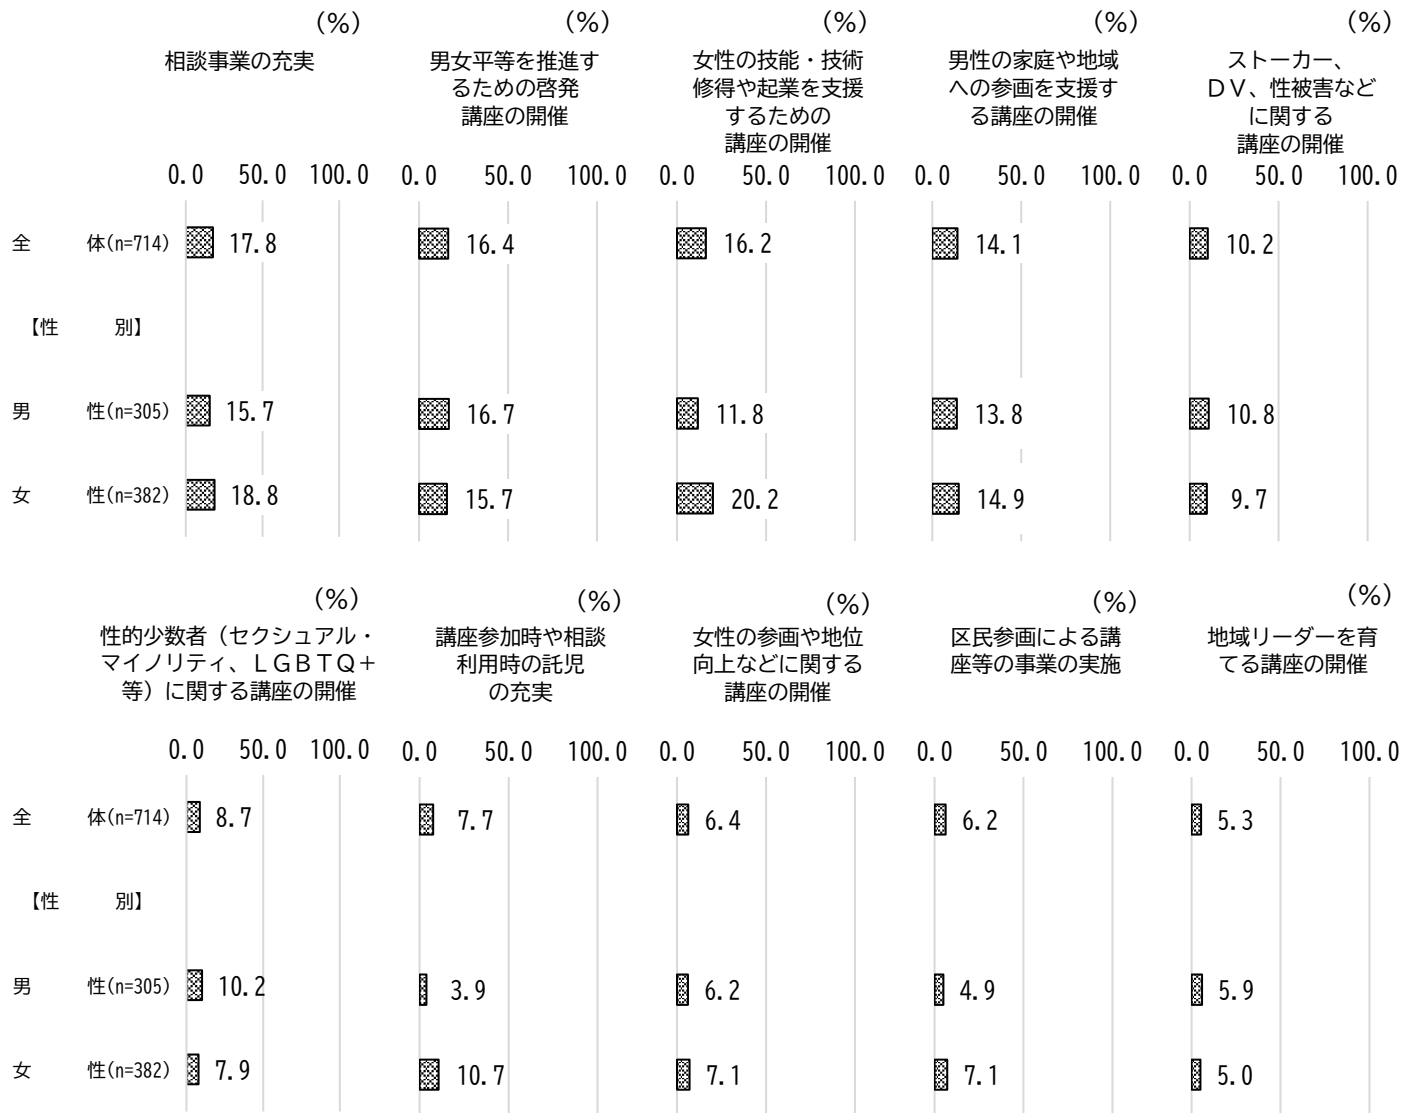 (%) (%) (%) (%) (%)
相談事業の充実
男女平等を推進す
るための啓発
講座の開催
女性の技能・技術
修得や起業を支援
するための
講座の開催
男性の家庭や地域
への参画を支援す
る講座の開催
ストーカー、
ＤＶ、性被害など
に関する
講座の開催
0.0 50.0 100.0 0.0 50.0 100.0 0.0 50.0 100.0 0.0 50.0 100.0 0.0 50.0 100.0
全 体(n=714) 17.8 16.4 16.2 14.1 10.2
【性 別】
男 性(n=305) 15.7 16.7 11.8 13.8 10.8
女 性(n=382) 18.8 15.7 20.2 14.9 9.7
(%) (%) (%) (%) (%)
性的少数者（セクシュアル・
マイノリティ、ＬＧＢＴＱ＋
等）に関する講座の開催
講座参加時や相談
利用時の託児
の充実
女性の参画や地位
向上などに関する
講座の開催
区民参画による講
座等の事業の実施
地域リーダーを育
てる講座の開催
0.0 50.0 100.0 0.0 50.0 100.0 0.0 50.0 100.0 0.0 50.0 100.0 0.0 50.0 100.0
全 体(n=714) 8.7 7.7 6.4 6.2 5.3
【性 別】
男 性(n=305) 10.2 3.9 6.2 4.9 5.9
女 性(n=382) 7.9 10.7 7.1 7.1 5.0